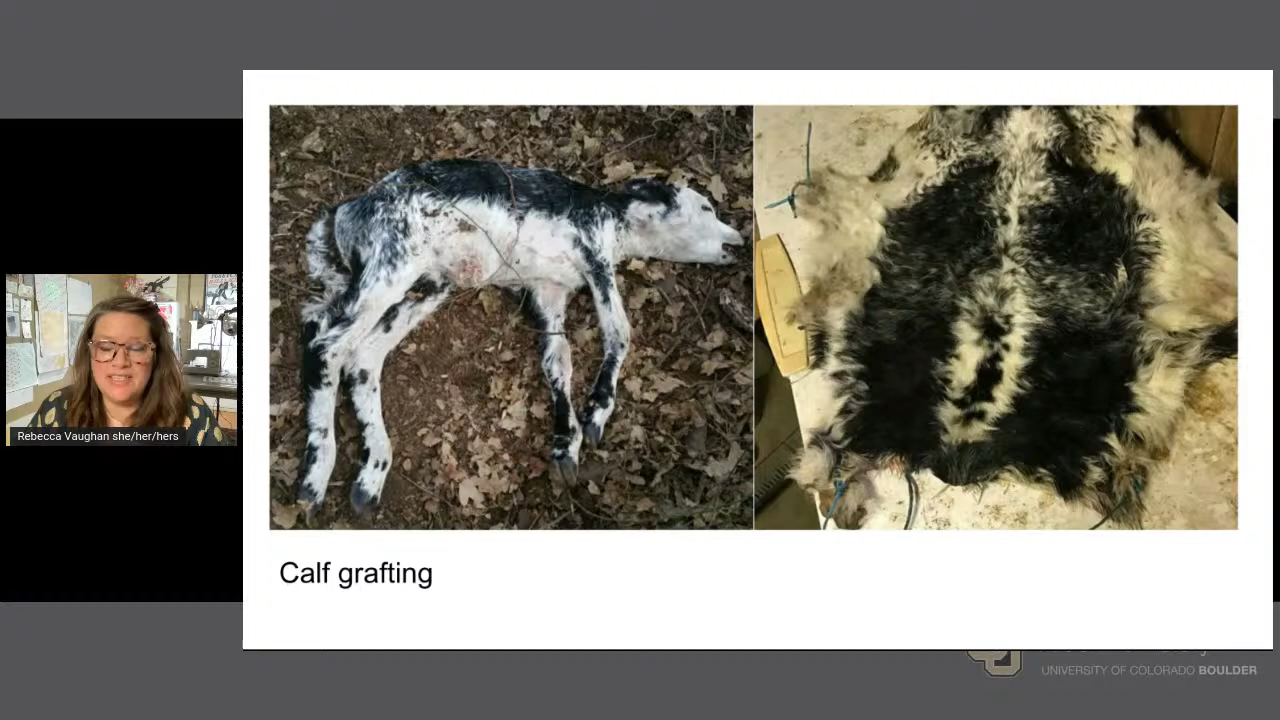 Rebecca Vaughan she/her/hers
Calf grafting
UNIVERSITY OF COLORADO BOULDER